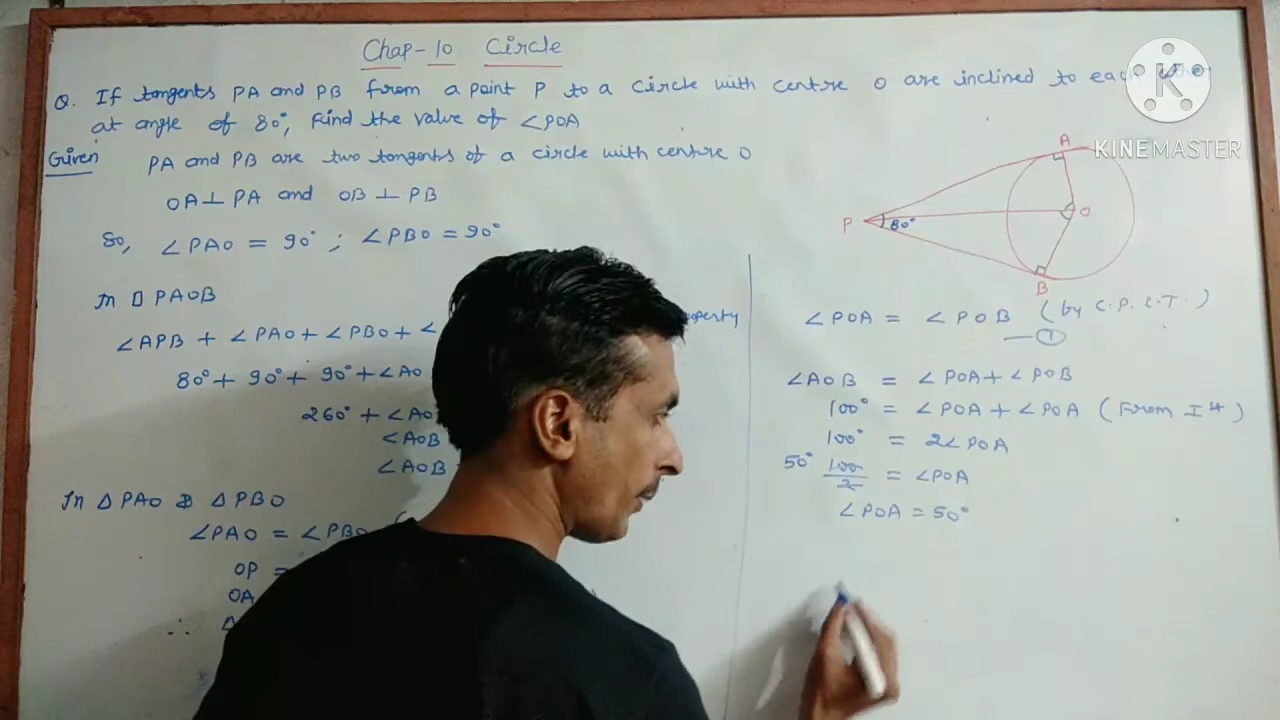 Chap-10 Circle
Q. If tangents PA and PB from a point P to a circle with centre O are inclined to each other
at angle of 80°, Find the value of ∠POA
Given PA and PB are two tangents of a circle with centre O
OA ⊥ PA and OB ⊥ PB
So, ∠PAO = 90° ; ∠PBO = 90°
In □ PAOB
∠APB + ∠PAO + ∠PBO + ∠
80° + 90° + 90° + ∠AO
260° + ∠AO
∠AOB
∠AOB
In △ PAO & △ PBO
∠PAO = ∠PBO
OP =
OA
∴
K
KINEMASTER
A
P 80° O
B
∠POA = ∠POB (by C.P.C.T.)
— ①
∠AOB = ∠POA + ∠POB
100° = ∠POA + ∠POA (From I
100° = 2∠POA
50° 100/2 = ∠POA
∠POA = 50°